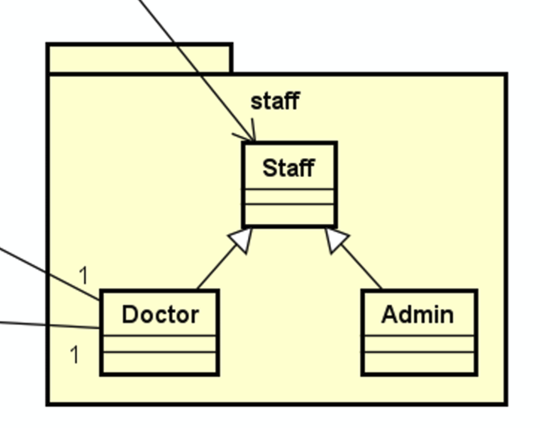 staff
Staff
1
Doctor
Admin
1